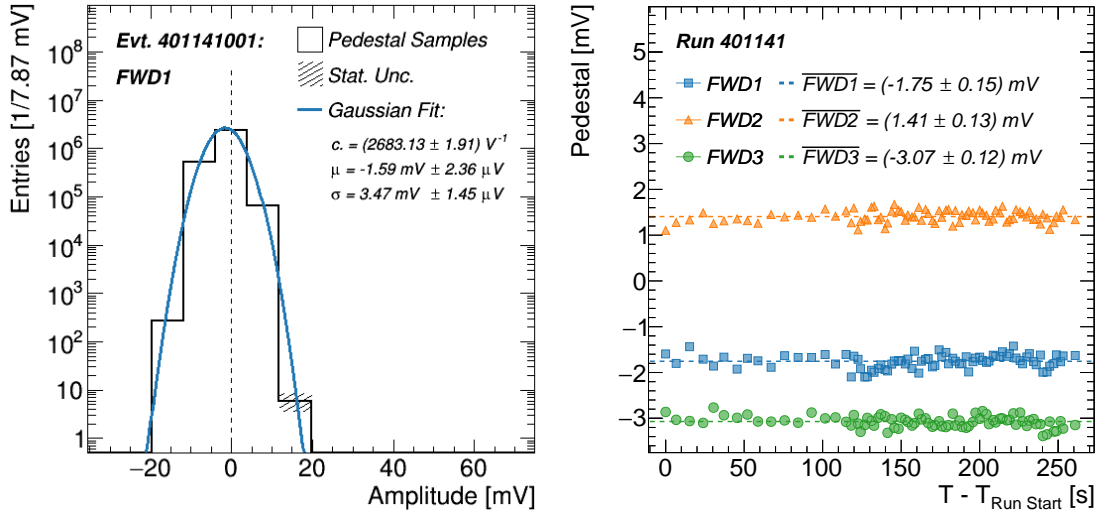 Entries [1/7.87 mV]
10⁸
10⁷
10⁶
10⁵
10⁴
10³
10²
10
1
Evt. 401141001:
FWD1
Pedestal Samples
Stat. Unc.
Gaussian Fit:
c. = (2683.13 ± 1.91) V⁻¹
μ = -1.59 mV ± 2.36 μV
σ = 3.47 mV ± 1.45 μV
−20 0 20 40 60
Amplitude [mV]
Pedestal [mV]
5
4
3
2
1
0
−1
−2
−3
Run 401141
FWD1 FWD1 = (-1.75 ± 0.15) mV
FWD2 FWD2 = (1.41 ± 0.13) mV
FWD3 FWD3 = (-3.07 ± 0.12) mV
0 50 100 150 200 250
T - T_Run Start [s]